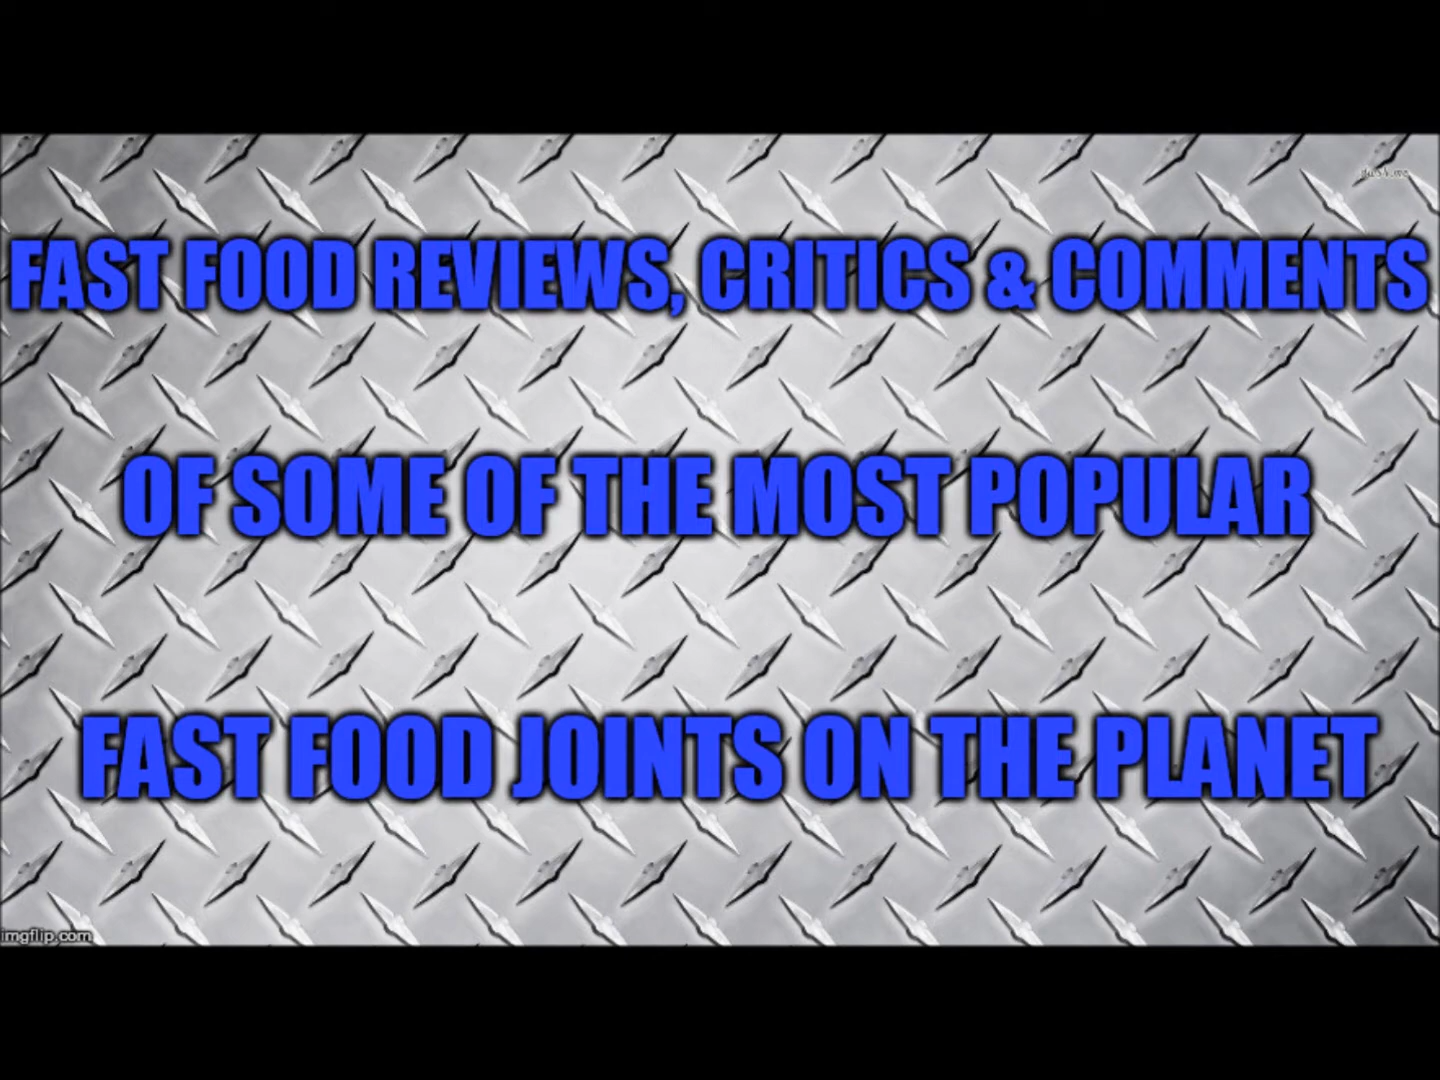 FAST FOOD REVIEWS, CRITICS & COMMENTS
OF SOME OF THE MOST POPULAR
FAST FOOD JOINTS ON THE PLANET
imgflip.com